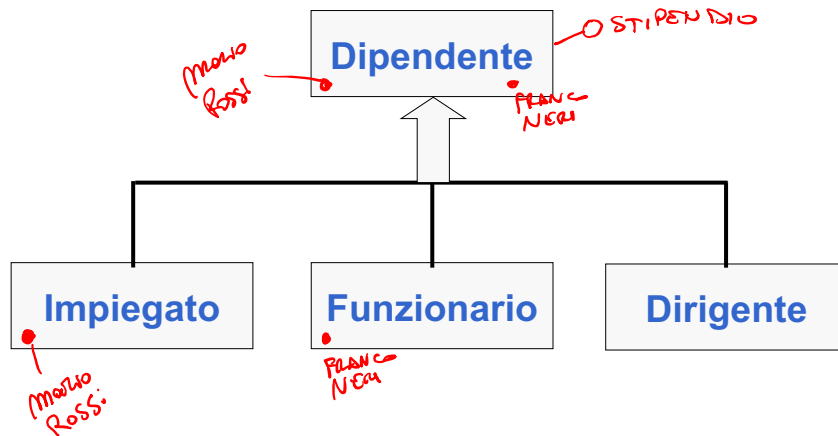 STIPENDIO
Dipendente
Mario
Rossi
FRANCO
NERI
Impiegato
Funzionario
Dirigente
Mario
Rossi
FRANCO
NERI